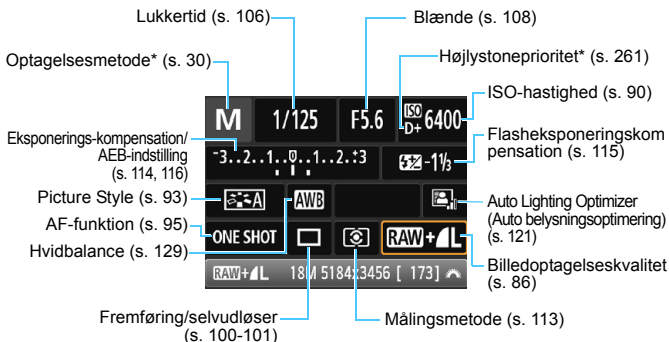 Lukkertid (s. 106)
Blænde (s. 108)
Optagelsesmetode* (s. 30)
Højlystoneprioritet* (s. 261)
ISO-hastighed (s. 90)
M 1/125 F5.6 ISO D+ 6400
Eksponerings-kompensation/
AEB-indstilling
(s. 114, 116)
-3..2..1..0..1..2.:3
-1⅓
Flasheksponeringskom
pensation (s. 115)
Picture Style (s. 93)
A
AWB
Auto Lighting Optimizer
(Auto belysningsoptimering)
(s. 121)
AF-funktion (s. 95)
ONE SHOT
RAW+L
Hvidbalance (s. 129)
RAW+L 18M 5184x3456 [ 173]
Billedoptagelseskvalitet
(s. 86)
Fremføring/selvudløser
(s. 100-101)
Målingsmetode (s. 113)